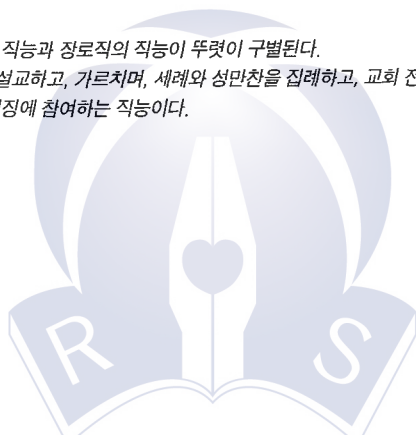 직능과 장로직의 직능이 뚜렷이 구별된다.
설교하고, 가르치며, 세례와 성만찬을 집례하고, 교회 전
징에 참여하는 직능이다.
R S